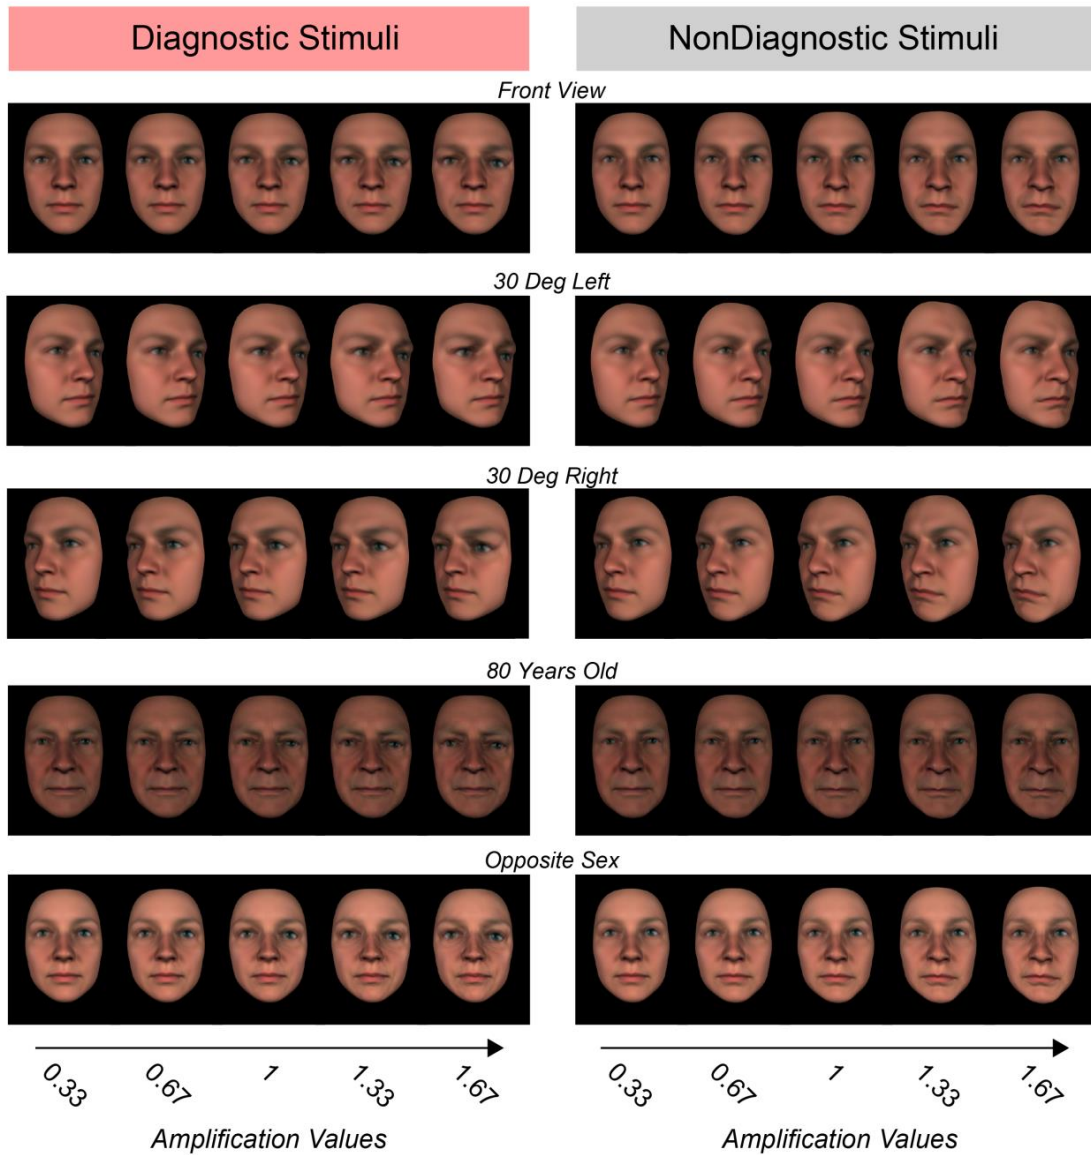 Diagnostic Stimuli
NonDiagnostic Stimuli
Front View
30 Deg Left
30 Deg Right
80 Years Old
Opposite Sex
0.33 0.67 1 1.33 1.67
0.33 0.67 1 1.33 1.67
Amplification Values
Amplification Values